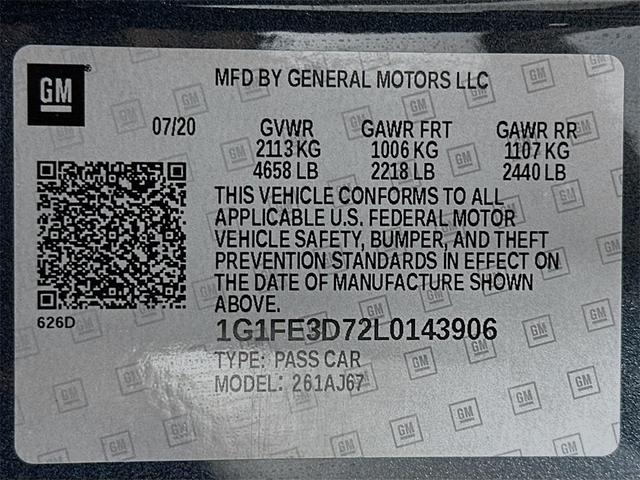 GM
MFD BY GENERAL MOTORS LLC
07/20 GVWR GAWR FRT GAWR RR
2113 KG 1006 KG 1107 KG
4658 LB 2218 LB 2440 LB
THIS VEHICLE CONFORMS TO ALL
APPLICABLE U.S. FEDERAL MOTOR
VEHICLE SAFETY, BUMPER, AND THEFT
PREVENTION STANDARDS IN EFFECT ON
THE DATE OF MANUFACTURE SHOWN
ABOVE.
626D
1G1FE3D72L0143906
TYPE: PASS CAR
MODEL: 261AJ67